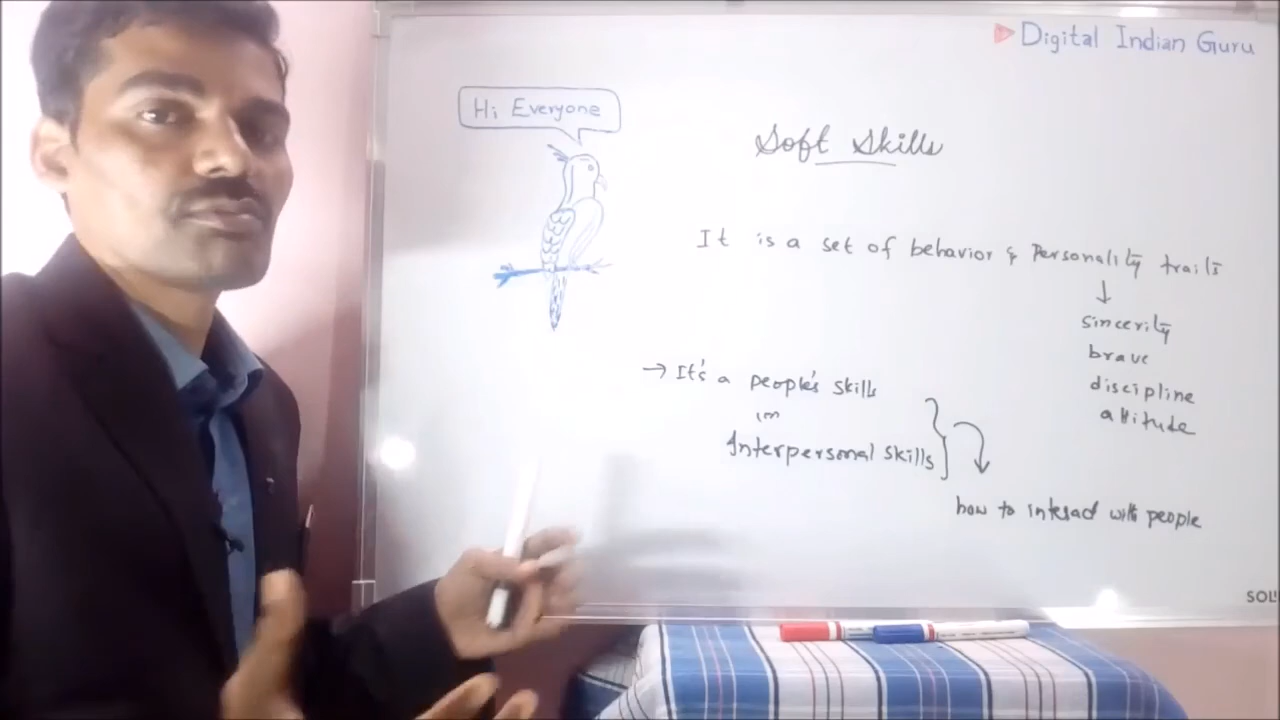 Digital Indian Guru
Hi Everyone
Soft Skills
It is a set of behavior & Personality traits
sincerity
brave
discipline
attitude
→ It's a people's skills
Interpersonal skills
how to interact with people